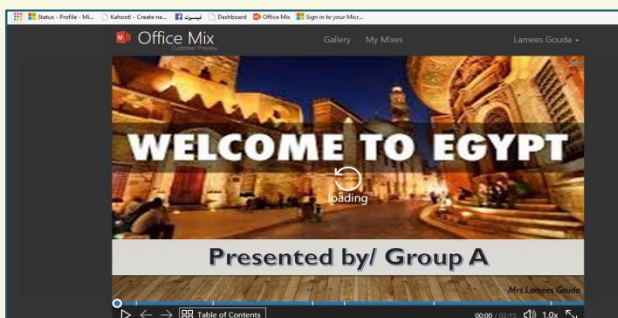 Status - Profile - Mi... Kahoot! - Create ne... فيسبوك Dashboard Office Mix Sign in to your Micr...
Office Mix
Customer Preview
Gallery My Mixes Lamees Gouda
WELCOME TO EGYPT
loading
Presented by/ Group A
Mrs.Lamees Gouda
Table of Contents 00:00 / 02:15 1.0x